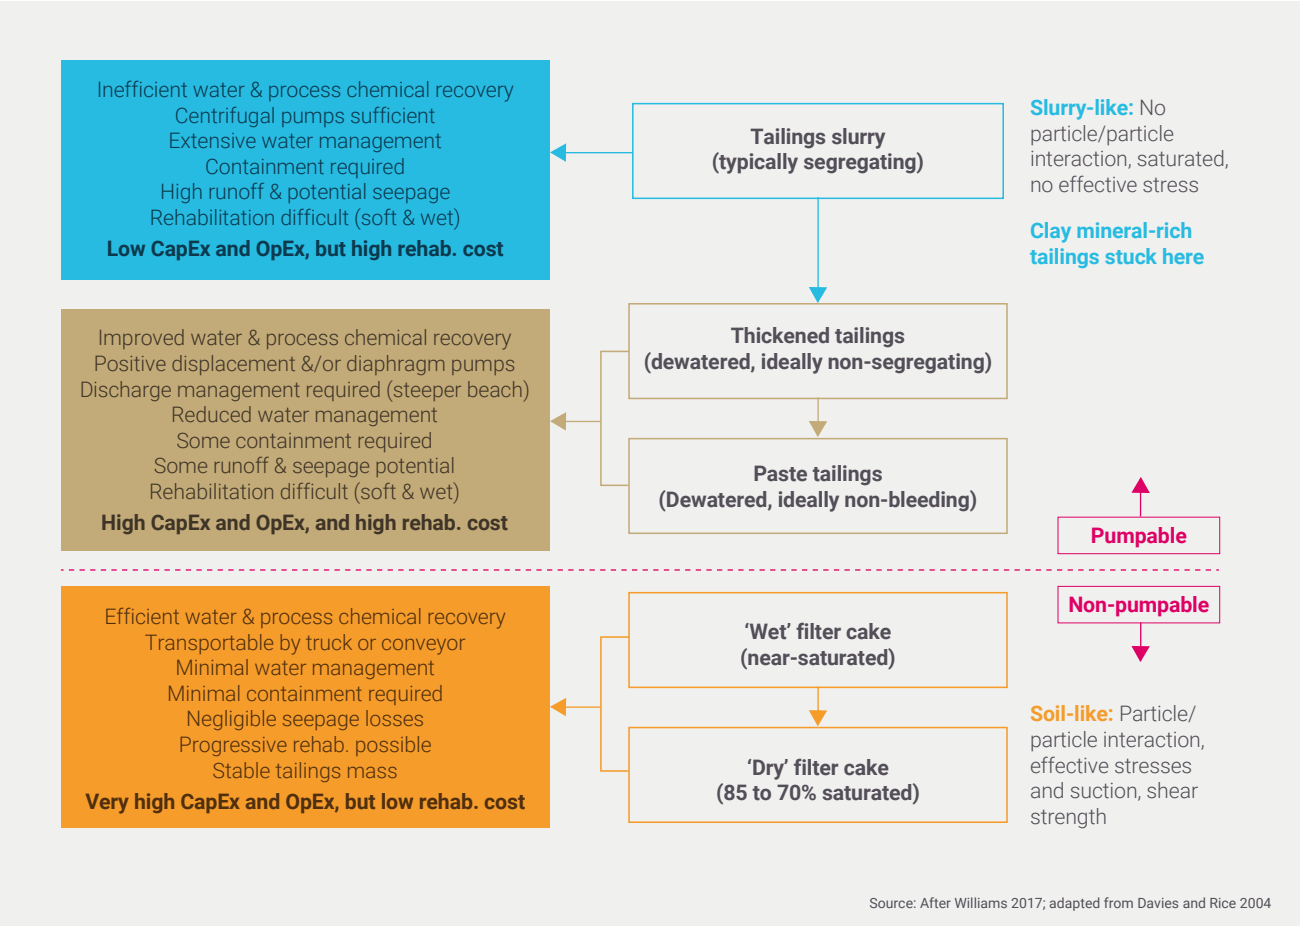 Inefficient water & process chemical recovery
Centrifugal pumps sufficient
Extensive water management
Containment required
High runoff & potential seepage
Rehabilitation difficult (soft & wet)
Low CapEx and OpEx, but high rehab. cost
Tailings slurry
(typically segregating)
Slurry-like: No
particle/particle
interaction, saturated,
no effective stress
Clay mineral-rich
tailings stuck here
Improved water & process chemical recovery
Positive displacement &/or diaphragm pumps
Discharge management required (steeper beach)
Reduced water management
Some containment required
Some runoff & seepage potential
Rehabilitation difficult (soft & wet)
High CapEx and OpEx, and high rehab. cost
Thickened tailings
(dewatered, ideally non-segregating)
Paste tailings
(Dewatered, ideally non-bleeding)
Pumpable
Non-pumpable
Efficient water & process chemical recovery
Transportable by truck or conveyor
Minimal water management
Minimal containment required
Negligible seepage losses
Progressive rehab. possible
Stable tailings mass
Very high CapEx and OpEx, but low rehab. cost
‘Wet’ filter cake
(near-saturated)
‘Dry’ filter cake
(85 to 70% saturated)
Soil-like: Particle/
particle interaction,
effective stresses
and suction, shear
strength
Source: After Williams 2017; adapted from Davies and Rice 2004